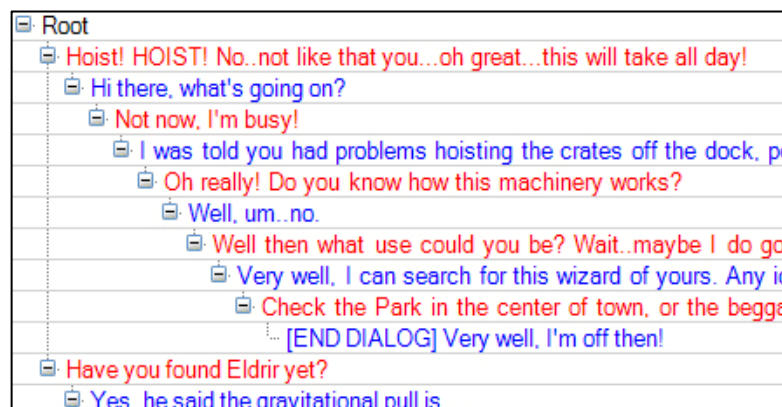 Root
Hoist! HOIST! No..not like that you...oh great...this will take all day!
Hi there, what's going on?
Not now, I'm busy!
I was told you had problems hoisting the crates off the dock,
Oh really! Do you know how this machinery works?
Well, um..no.
Well then what use could you be? Wait..maybe I do
Very well, I can search for this wizard of yours. Any
Check the Park in the center of town, or the
[END DIALOG] Very well, I'm off then!
Have you found Eldrir yet?
Yes, he said the gravitational pull is